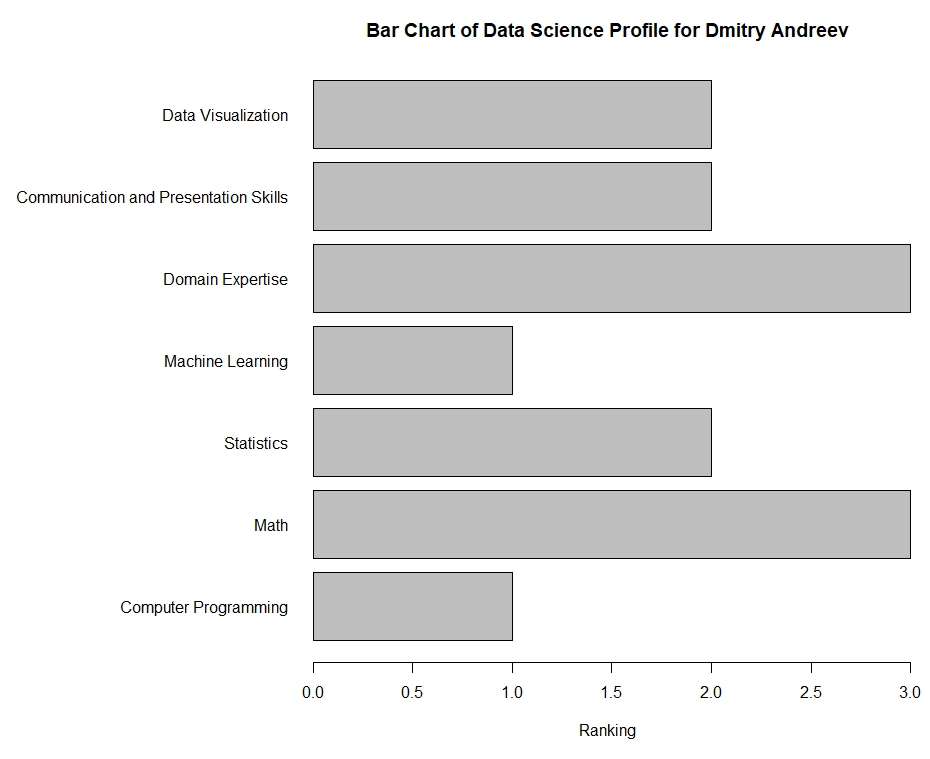 Bar Chart of Data Science Profile for Dmitry Andreev
Data Visualization
Communication and Presentation Skills
Domain Expertise
Machine Learning
Statistics
Math
Computer Programming
0.0 0.5 1.0 1.5 2.0 2.5 3.0
Ranking